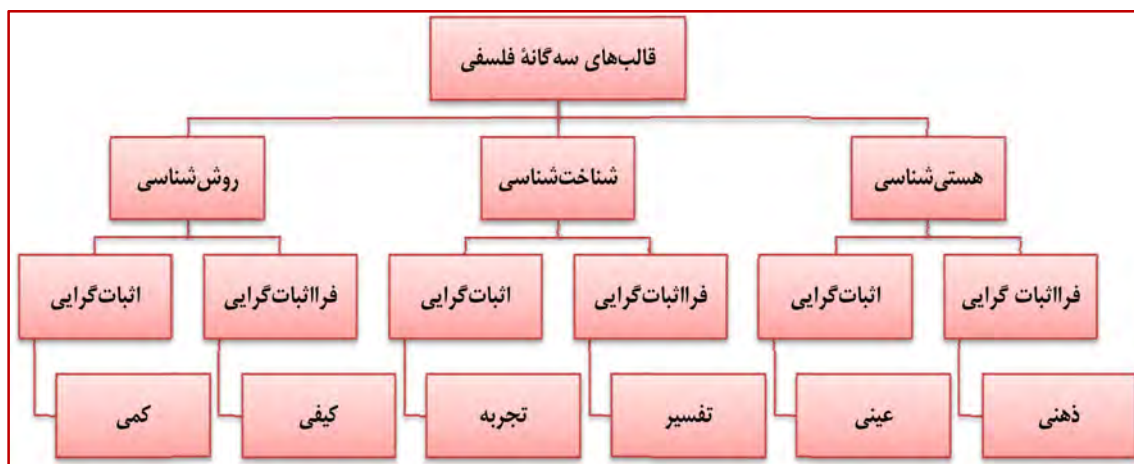 قالب‌های سه‌گانهٔ فلسفی
هستی‌شناسی
شناخت‌شناسی
روش‌شناسی
فرااثبات گرایی
اثبات‌گرایی
فرااثبات‌گرایی
اثبات‌گرایی
فرااثبات‌گرایی
اثبات‌گرایی
ذهنی
عینی
تفسیر
تجربه
کیفی
کمی